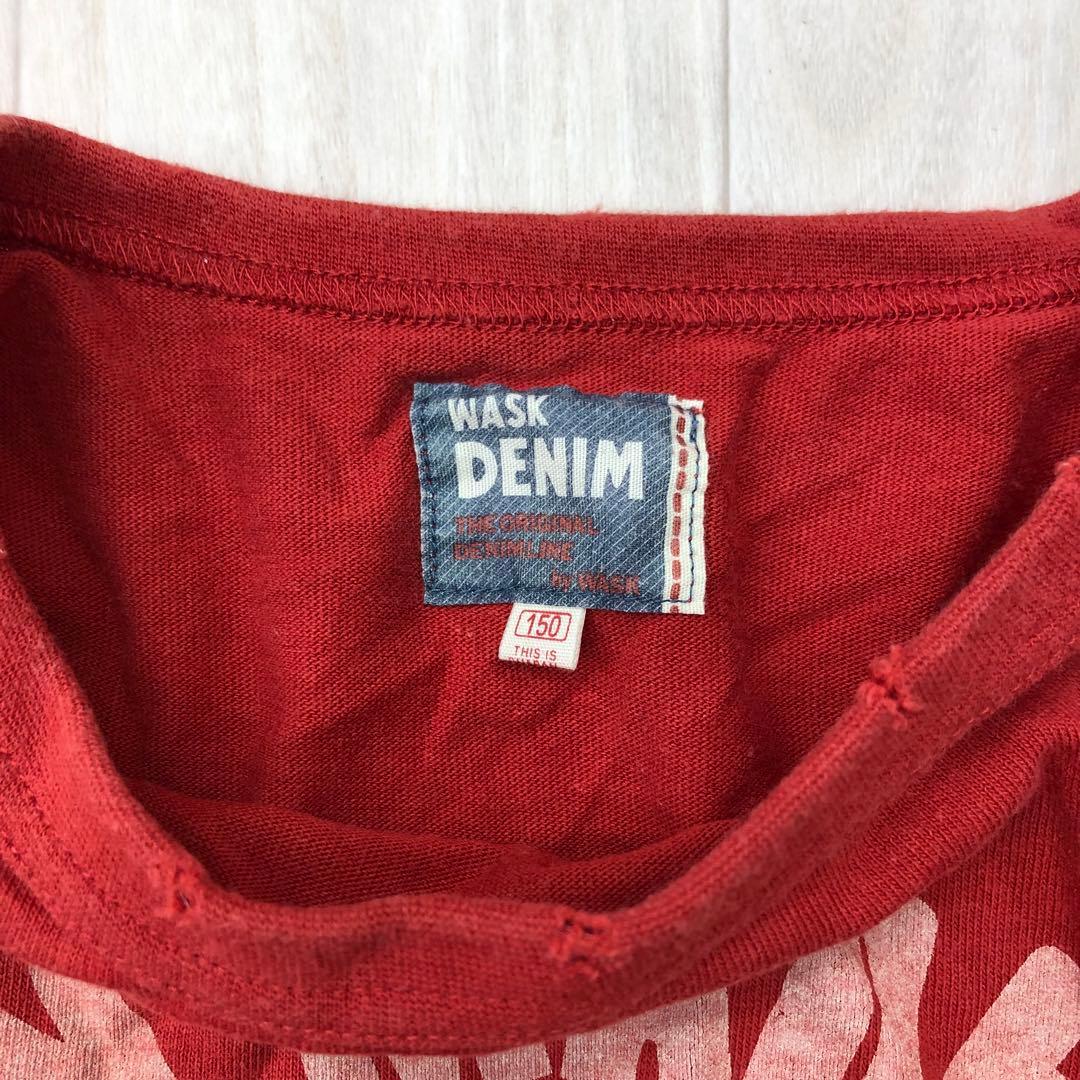 WASK
DENIM
THE ORIGINAL
DENIMLINE
by WASK
150
THIS IS